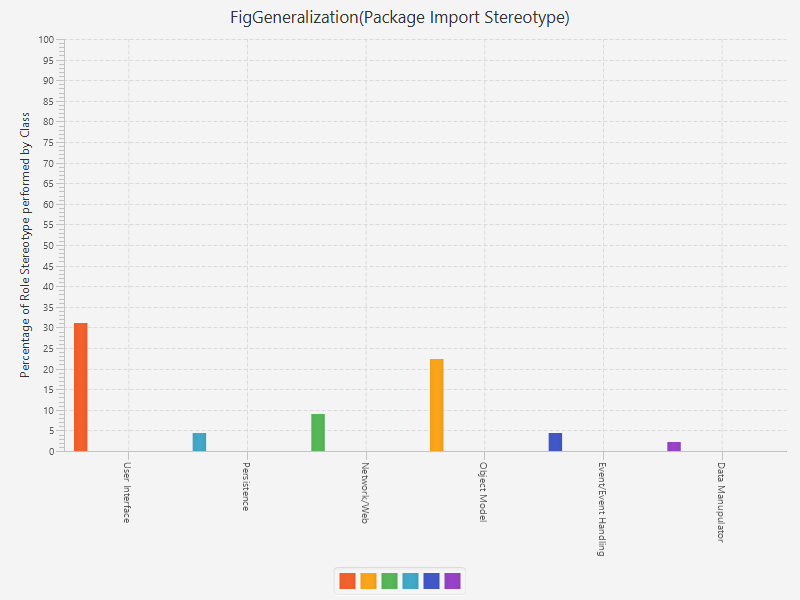 FigGeneralization(Package Import Stereotype)
Percentage of Role Stereotype performed by Class
100
95
90
85
80
75
70
65
60
55
50
45
40
35
30
25
20
15
10
5
0
User Interface
Persistence
Network/Web
Object Model
Event/Event Handling
Data Manupulator